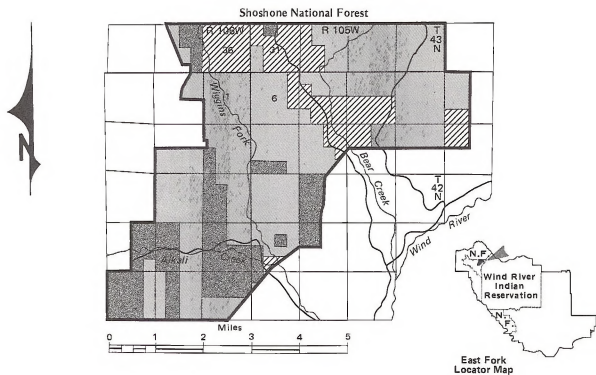 Shoshone National Forest
R 106W
R 105W
T
43
N
36
31
Wiggins
Fork
6
Bear
Creek
T
42
N
Wind River
Alkali Creek
N
Miles
0 1 2 3 4 5
N.F.
Wind River
Indian
Reservation
N.
F.
East Fork
Locator Map